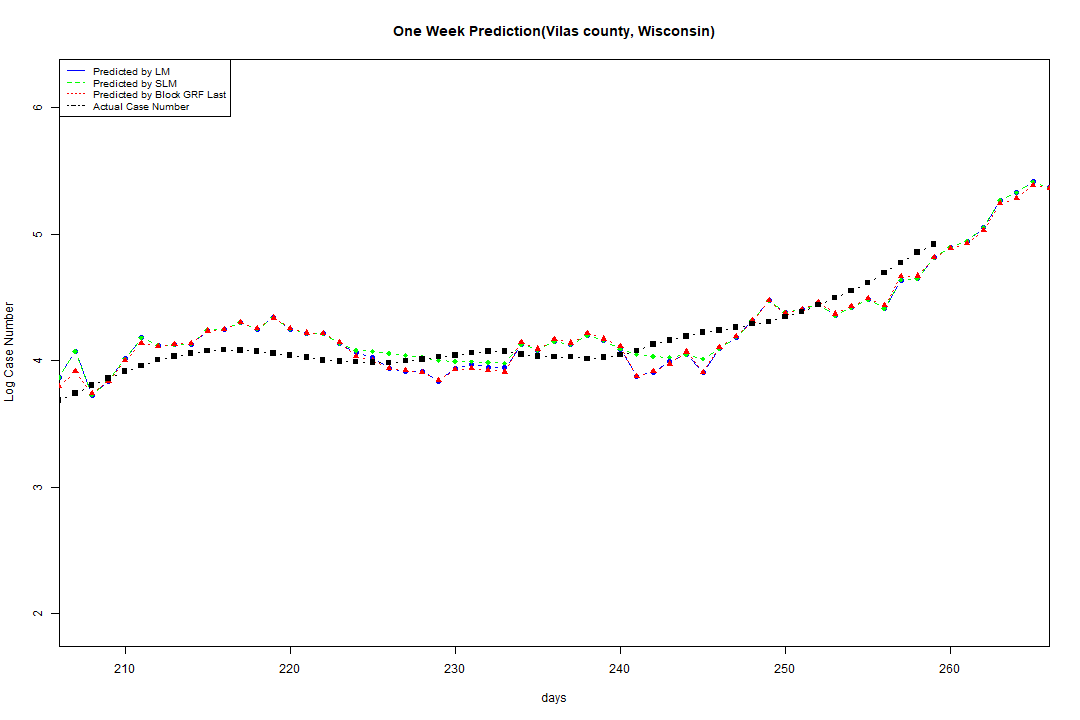 One Week Prediction(Vilas county, Wisconsin)
Predicted by LM
Predicted by SLM
Predicted by Block GRF Last
Actual Case Number
6
5
4
3
2
Log Case Number
210 220 230 240 250 260
days